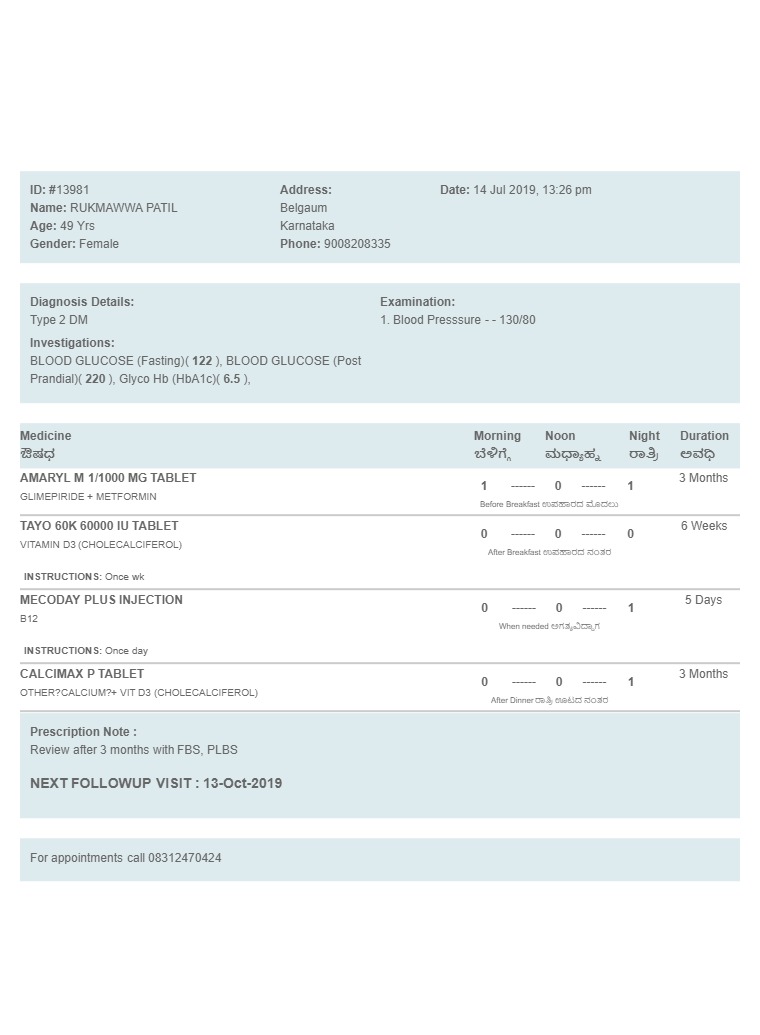 ID: #13981 Address: Date: 14 Jul 2019, 13:26 pm
Name: RUKMAWWA PATIL Belgaum
Age: 49 Yrs Karnataka
Gender: Female Phone: 9008208335
Diagnosis Details: Examination:
Type 2 DM 1. Blood Presssure - - 130/80
Investigations:
BLOOD GLUCOSE (Fasting)( 122 ), BLOOD GLUCOSE (Post
Prandial)( 220 ), Glyco Hb (HbA1c)( 6.5 ),
Medicine Morning Noon Night Duration
ಔಷಧ ಬೆಳಿಗ್ಗೆ ಮಧ್ಯಾಹ್ನ ರಾತ್ರಿ ಅವಧಿ
AMARYL M 1/1000 MG TABLET 1 ------ 0 ------ 1 3 Months
GLIMEPIRIDE + METFORMIN
Before Breakfast ಉಪಹಾರದ ಮೊದಲು
TAYO 60K 60000 IU TABLET 0 ------ 0 ------ 0 6 Weeks
VITAMIN D3 (CHOLECALCIFEROL)
After Breakfast ಉಪಹಾರದ ನಂತರ
INSTRUCTIONS: Once wk
MECODAY PLUS INJECTION 0 ------ 0 ------ 1 5 Days
B12
When needed ಅಗತ್ಯವಿದ್ದಾಗ
INSTRUCTIONS: Once day
CALCIMAX P TABLET 0 ------ 0 ------ 1 3 Months
OTHER?CALCIUM?+ VIT D3 (CHOLECALCIFEROL)
After Dinner ರಾತ್ರಿ ಊಟದ ನಂತರ
Prescription Note :
Review after 3 months with FBS, PLBS
NEXT FOLLOWUP VISIT : 13-Oct-2019
For appointments call 08312470424